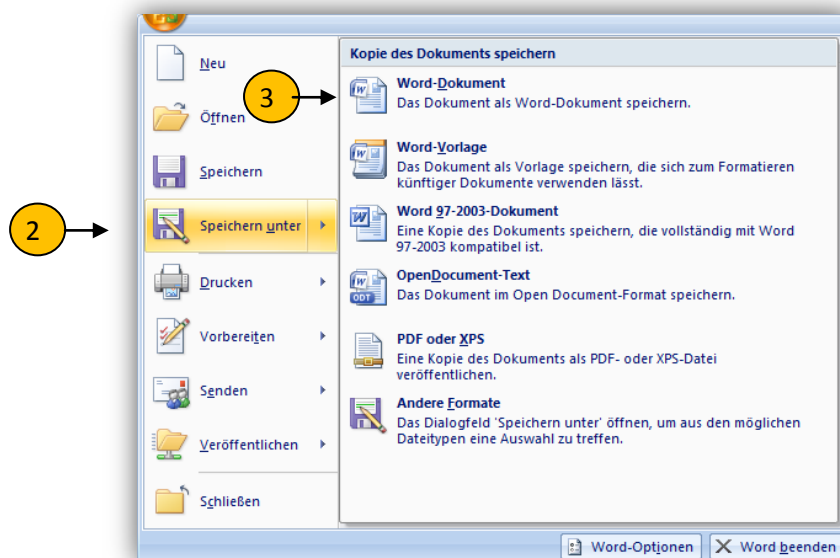 Neu
Öffnen
Speichern
2
Speichern unter
Drucken
Vorbereiten
Senden
Veröffentlichen
Schließen
Kopie des Dokuments speichern
3
Word-Dokument
Das Dokument als Word-Dokument speichern.
Word-Vorlage
Das Dokument als Vorlage speichern, die sich zum Formatieren
künftiger Dokumente verwenden lässt.
Word 97-2003-Dokument
Eine Kopie des Dokuments speichern, die vollständig mit Word
97-2003 kompatibel ist.
OpenDocument-Text
ODT
Das Dokument im Open Document-Format speichern.
PDF oder XPS
Eine Kopie des Dokuments als PDF- oder XPS-Datei
veröffentlichen.
Andere Formate
Das Dialogfeld 'Speichern unter' öffnen, um aus den möglichen
Dateitypen eine Auswahl zu treffen.
Word-Optionen
Word beenden